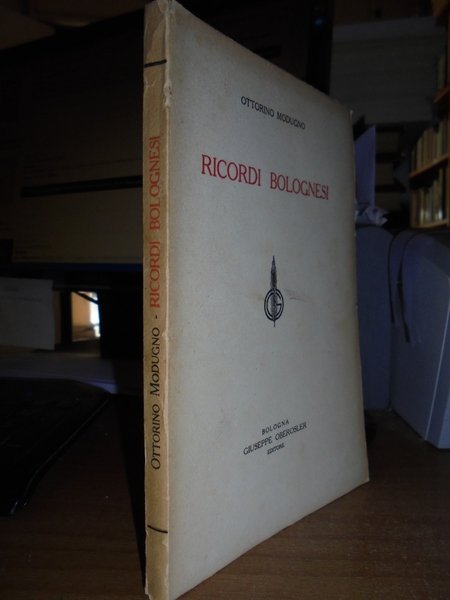 OTTORINO MODUGNO
RICORDI BOLOGNESI
BOLOGNA
GIUSEPPE OBEROSLER
EDITORE
OTTORINO MODUGNO - RICORDI BOLOGNESI